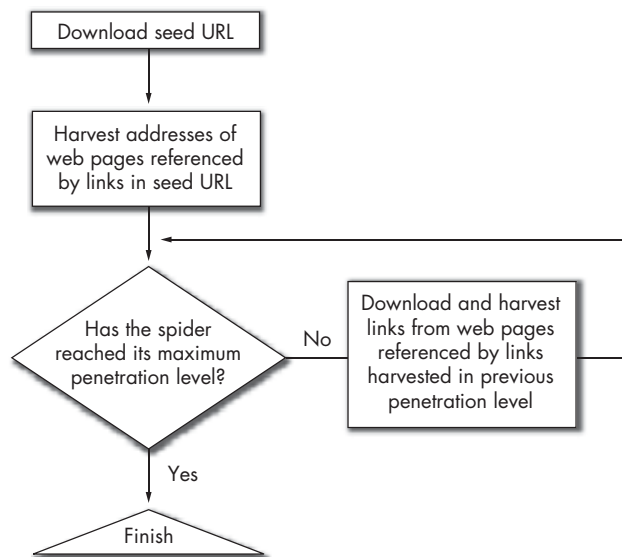 Download seed URL
Harvest addresses of
web pages referenced
by links in seed URL
Has the spider
reached its maximum
penetration level?
No
Download and harvest
links from web pages
referenced by links
harvested in previous
penetration level
Yes
Finish